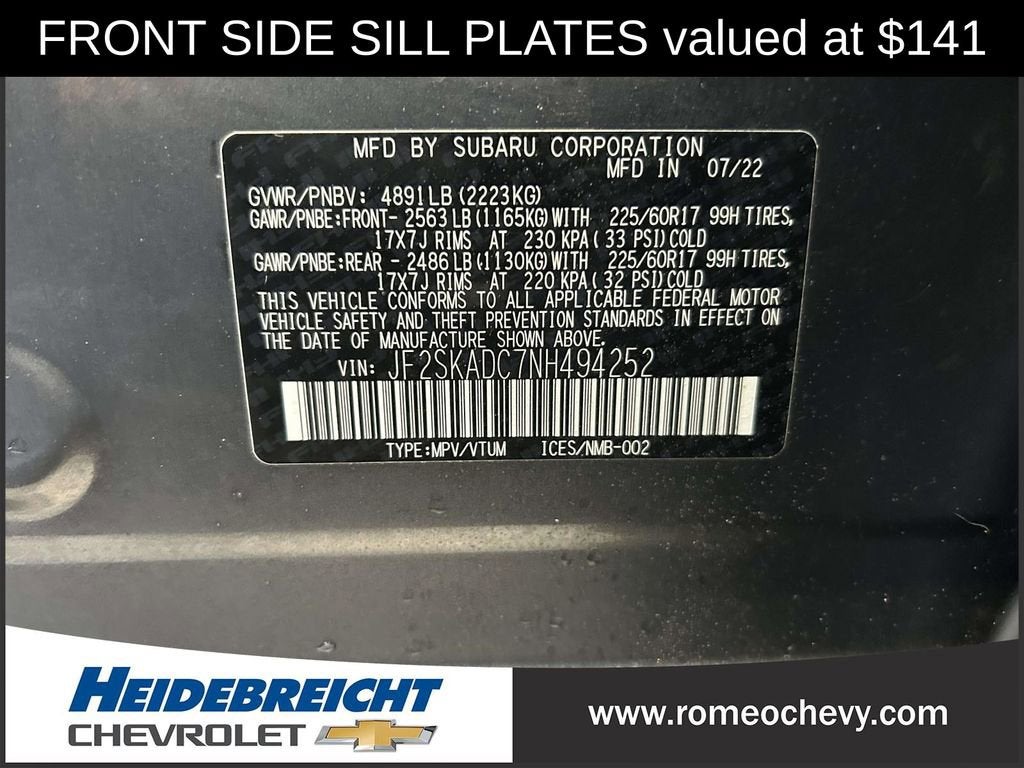 FRONT SIDE SILL PLATES valued at $141
MFD BY SUBARU CORPORATION
MFD IN 07/22
GVWR/PNBV: 4891LB (2223KG)
GAWR/PNBE:FRONT- 2563 LB (1165KG) WITH 225/60R17 99H TIRES,
17X7J RIMS AT 230 KPA ( 33 PSI) COLD
GAWR/PNBE:REAR - 2486 LB (1130KG) WITH 225/60R17 99H TIRES,
17X7J RIMS AT 220 KPA ( 32 PSI) COLD
THIS VEHICLE CONFORMS TO ALL APPLICABLE FEDERAL MOTOR
VEHICLE SAFETY AND THEFT PREVENTION STANDARDS IN EFFECT ON
THE DATE OF MANUFACTURE SHOWN ABOVE.
VIN: JF2SKADC7NH494252
TYPE:MPV/VTUM ICES/NMB-002
HEIDEBREICHT
CHEVROLET
www.romeochevy.com